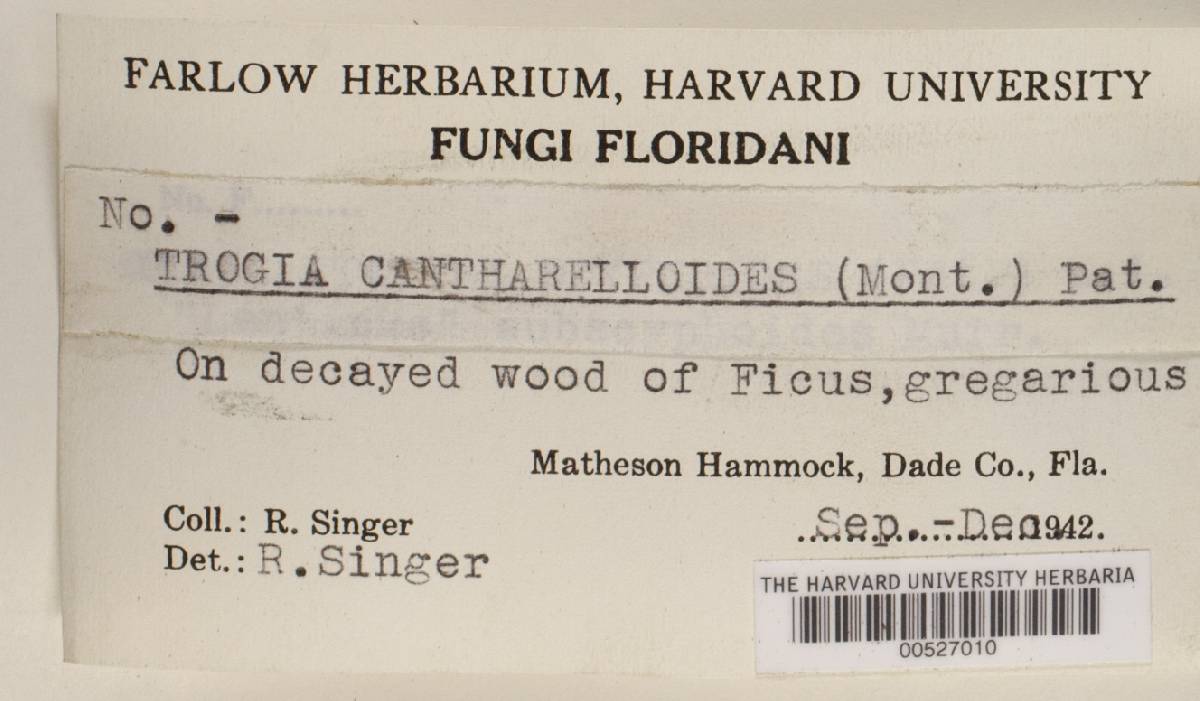 FARLOW HERBARIUM, HARVARD UNIVERSITY
FUNGI FLORIDANI
No. -
TROGIA CANTHARELLOIDES (Mont.) Pat.
On decayed wood of Ficus, gregarious
Matheson Hammock, Dade Co., Fla.
Coll.: R. Singer
Sep.-Dec 1942.
Det.: R. Singer
THE HARVARD UNIVERSITY HERBARIA
00527010